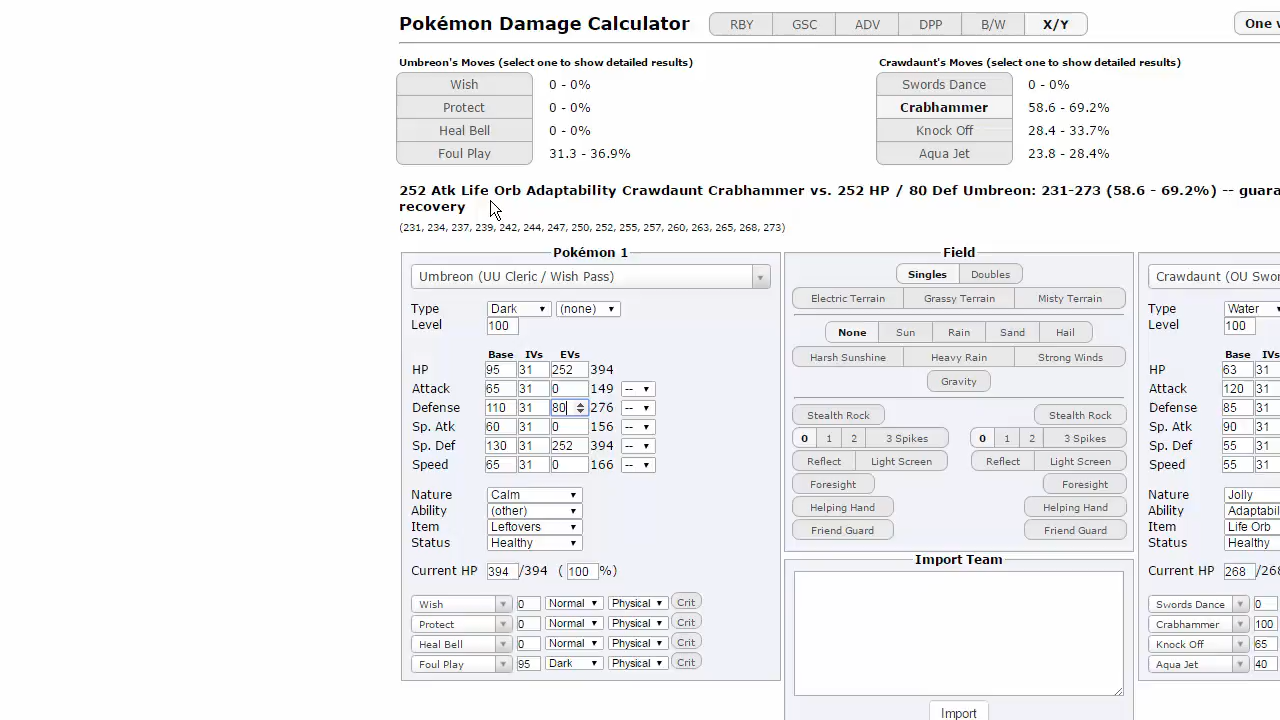 Pokémon Damage Calculator RBY GSC ADV DPP B/W X/Y One v
Umbreon's Moves (select one to show detailed results)
Wish 0 - 0%
Protect 0 - 0%
Heal Bell 0 - 0%
Foul Play 31.3 - 36.9%
Crawdaunt's Moves (select one to show detailed results)
Swords Dance 0 - 0%
Crabhammer 58.6 - 69.2%
Knock Off 28.4 - 33.7%
Aqua Jet 23.8 - 28.4%
252 Atk Life Orb Adaptability Crawdaunt Crabhammer vs. 252 HP / 80 Def Umbreon: 231-273 (58.6 - 69.2%) -- guara
recovery
(231, 234, 237, 239, 242, 244, 247, 250, 252, 255, 257, 260, 263, 265, 268, 273)
Pokémon 1
Umbreon (UU Cleric / Wish Pass)
Type Dark (none)
Level 100
Base IVs EVs
HP 95 31 252 394
Attack 65 31 0 149 --
Defense 110 31 80 276 --
Sp. Atk 60 31 0 156 --
Sp. Def 130 31 252 394 --
Speed 65 31 0 166 --
Nature Calm
Ability (other)
Item Leftovers
Status Healthy
Current HP 394 /394 ( 100 %)
Wish 0 Normal Physical Crit
Protect 0 Normal Physical Crit
Heal Bell 0 Normal Physical Crit
Foul Play 95 Dark Physical Crit
Field
Singles Doubles
Electric Terrain Grassy Terrain Misty Terrain
None Sun Rain Sand Hail
Harsh Sunshine Heavy Rain Strong Winds
Gravity
Stealth Rock Stealth Rock
0 1 2 3 Spikes 0 1 2 3 Spikes
Reflect Light Screen Reflect Light Screen
Foresight Foresight
Helping Hand Helping Hand
Friend Guard Friend Guard
Import Team
Import
Crawdaunt (OU Swor
Type Water
Level 100
Base IVs
HP 63 31
Attack 120 31
Defense 85 31
Sp. Atk 90 31
Sp. Def 55 31
Speed 55 31
Nature Jolly
Ability Adaptabil
Item Life Orb
Status Healthy
Current HP 268 /268
Swords Dance 0
Crabhammer 100
Knock Off 65
Aqua Jet 40